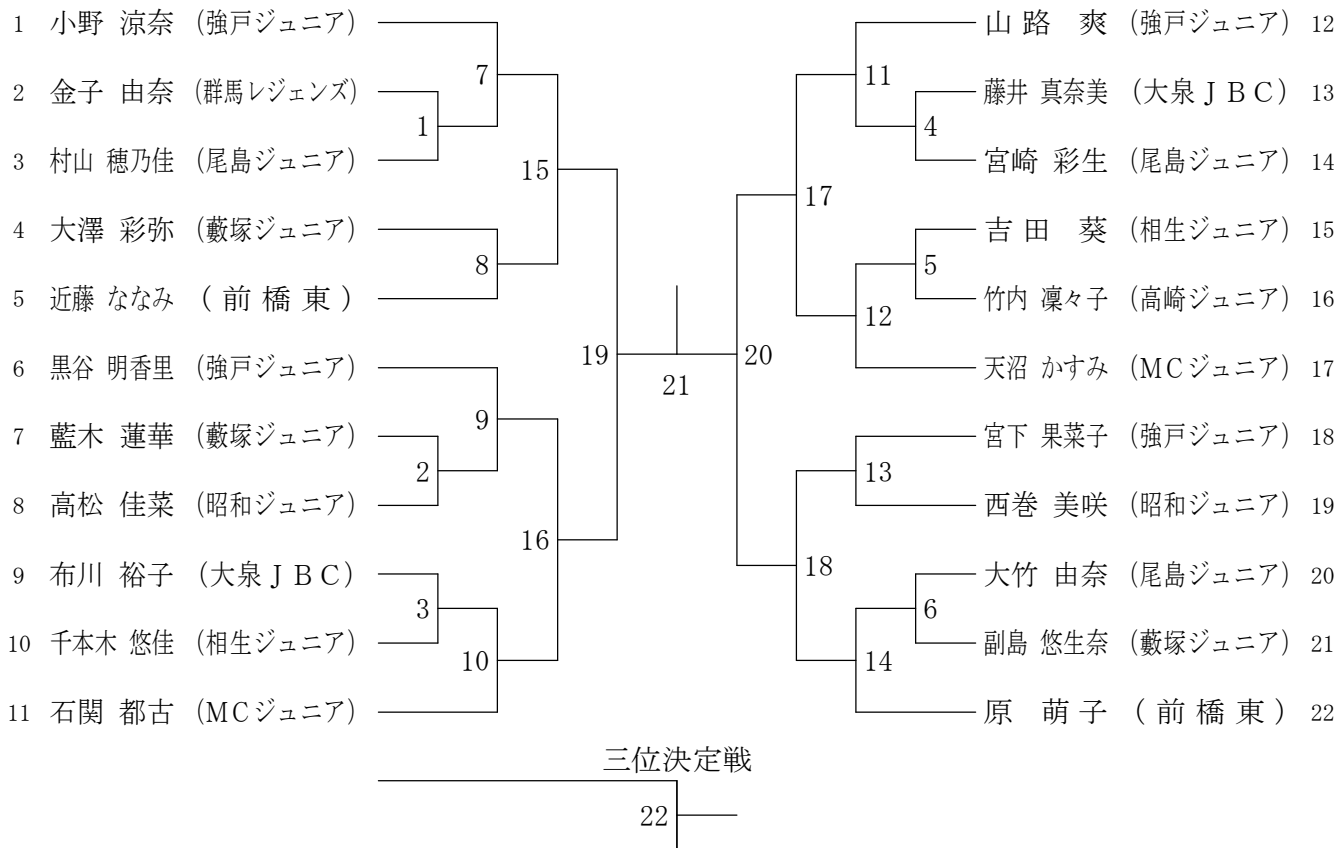 1 小野 涼奈 (強戸ジュニア)
2 金子 由奈 (群馬レジェンズ)
3 村山 穂乃佳 (尾島ジュニア)
4 大澤 彩弥 (藪塚ジュニア)
5 近藤 ななみ (前橋東)
6 黒谷 明香里 (強戸ジュニア)
7 藍木 蓮華 (藪塚ジュニア)
8 高松 佳菜 (昭和ジュニア)
9 布川 裕子 (大泉JBC)
10 千本木 悠佳 (相生ジュニア)
11 石関 都古 (MCジュニア)
7
1
15
8
19
9
2
16
3
10
21
11
4
17
5
12
20
13
18
6
14
山路 爽 (強戸ジュニア) 12
藤井 真奈美 (大泉JBC) 13
宮崎 彩生 (尾島ジュニア) 14
吉田 葵 (相生ジュニア) 15
竹内 凜々子 (高崎ジュニア) 16
天沼 かすみ (MCジュニア) 17
宮下 果菜子 (強戸ジュニア) 18
西巻 美咲 (昭和ジュニア) 19
大竹 由奈 (尾島ジュニア) 20
副島 悠生奈 (藪塚ジュニア) 21
原 萌子 (前橋東) 22
三位決定戦
22